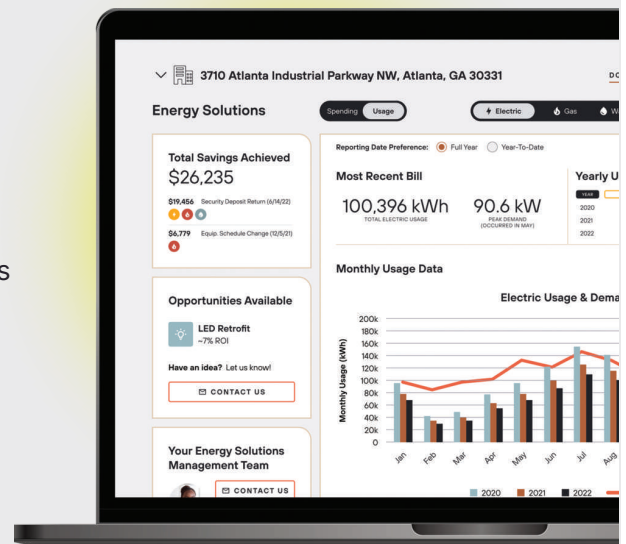 3710 Atlanta Industrial Parkway NW, Atlanta, GA 30331
Energy Solutions
Spending Usage
Electric Gas
Total Savings Achieved
$26,235
$19,456 Security Deposit Return (6/14/22)
$6,779 Equip. Schedule Change (12/5/21)
Opportunities Available
LED Retrofit
~7% ROI
Have an idea? Let us know!
CONTACT US
Your Energy Solutions
Management Team
CONTACT US
Reporting Date Preference: Full Year Year-To-Date
Most Recent Bill
100,396 kWh
TOTAL ELECTRIC USAGE
90.6 kW
PEAK DEMAND
(OCCURRED IN MAY)
Yearly U
YEAR
2020
2021
2022
Monthly Usage Data
Electric Usage & Dema
Monthly Usage (kWh)
200k
180k
160k
140k
120k
100k
80k
60k
40k
20k
0
Jan Feb Mar Apr May Jun Jul Aug
2020 2021 2022